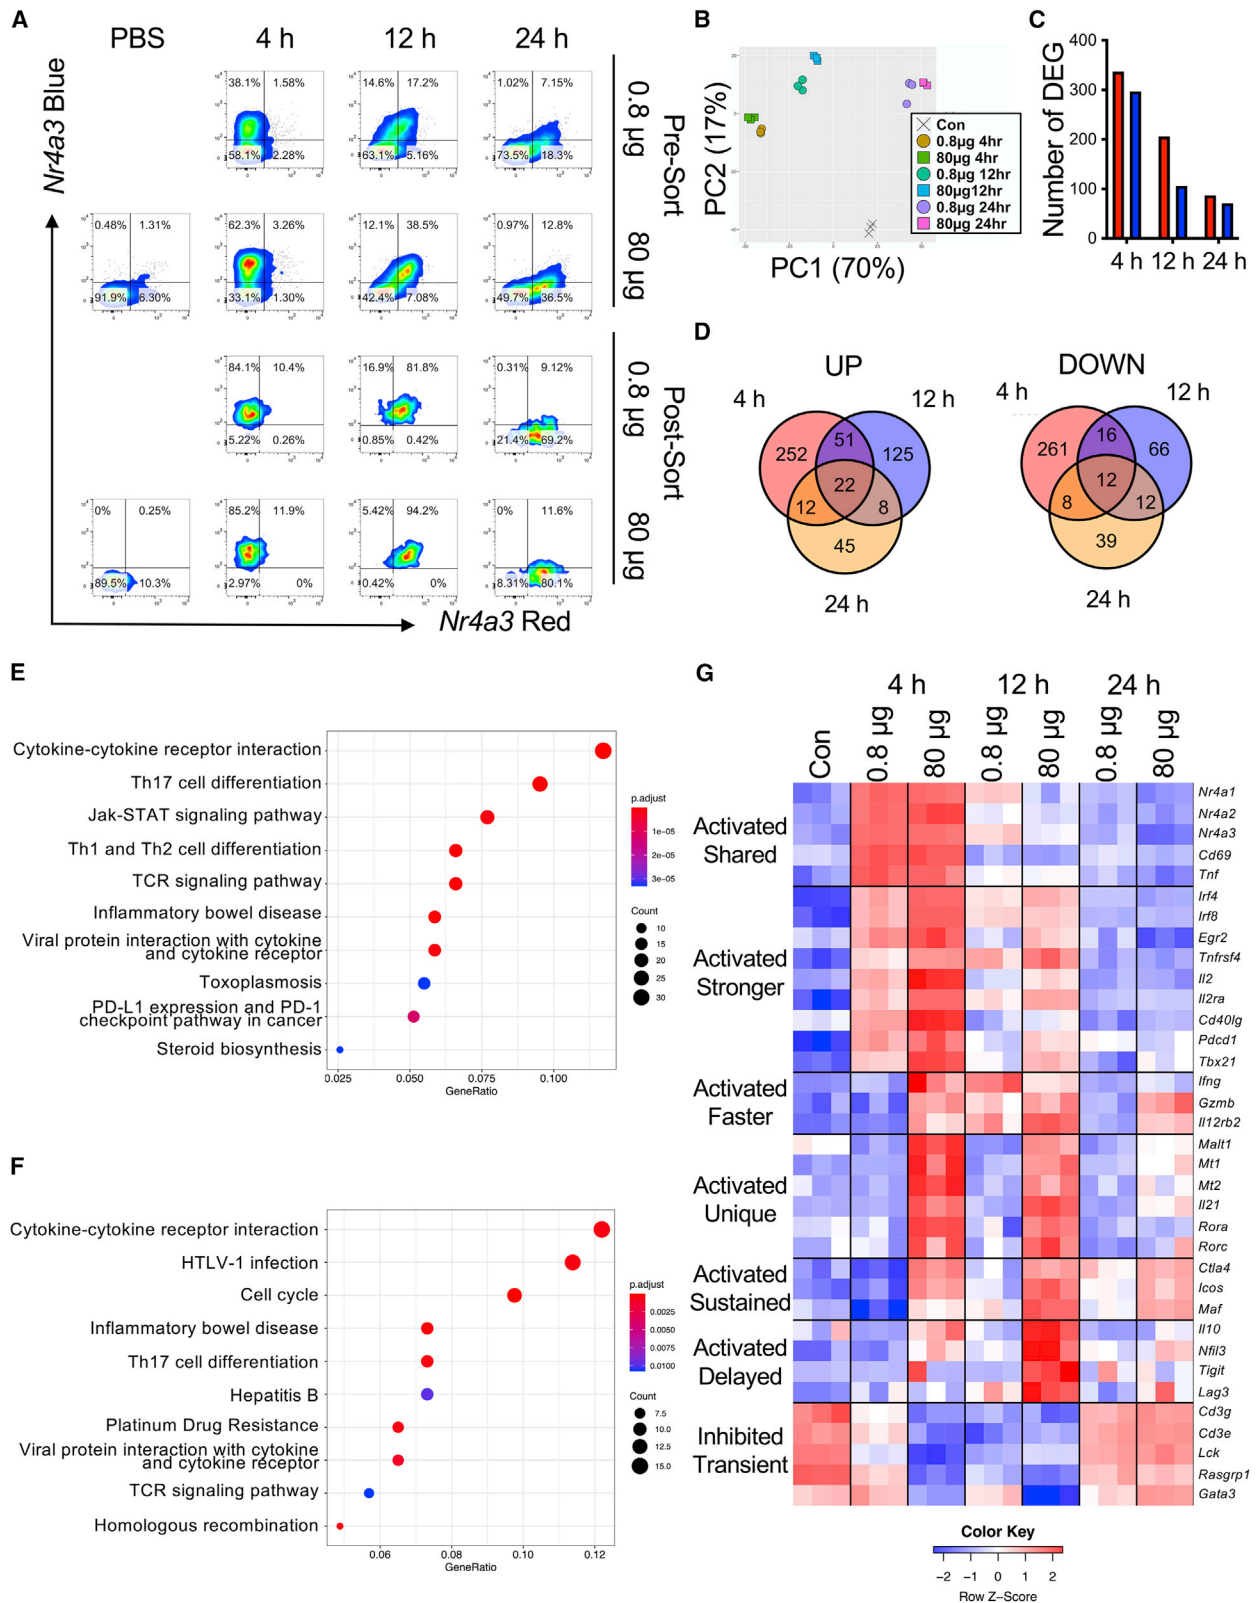 A
PBS
4 h
12 h
24 h
Nr4a3 Blue
Nr4a3 Red
Pre-Sort
Post-Sort
0.8 µg
80 µg
0.8 µg
80 µg
38.1% 1.58%
58.1% 2.28%
14.6% 17.2%
63.1% 5.16%
1.02% 7.15%
73.5% 18.3%
0.48% 1.31%
91.9% 6.30%
62.3% 3.26%
33.1% 1.30%
12.1% 38.5%
42.4% 7.08%
0.97% 12.8%
49.7% 36.5%
84.1% 10.4%
5.22% 0.26%
16.9% 81.8%
0.85% 0.42%
0.31% 9.12%
21.4% 69.2%
0% 0.25%
89.5% 10.3%
85.2% 11.9%
2.97% 0%
5.42% 94.2%
0.42% 0%
0% 11.6%
8.31% 80.1%
B
PC2 (17%)
PC1 (70%)
Con
0.8µg 4hr
80µg 4hr
0.8µg 12hr
80µg12hr
0.8µg 24hr
80µg 24hr
C
Number of DEG
400
300
200
100
0
4 h 12 h 24 h
D
UP
4 h
12 h
252 51 125
22
12 8
45
24 h
DOWN
4 h
12 h
261 16 66
12
8 12
39
24 h
E
Cytokine-cytokine receptor interaction
Th17 cell differentiation
Jak-STAT signaling pathway
Th1 and Th2 cell differentiation
TCR signaling pathway
Inflammatory bowel disease
Viral protein interaction with cytokine
and cytokine receptor
Toxoplasmosis
PD-L1 expression and PD-1
checkpoint pathway in cancer
Steroid biosynthesis
0.025 0.050 0.075 0.100
GeneRatio
p.adjust
1e-05
2e-05
3e-05
Count
10
15
20
25
30
F
Cytokine-cytokine receptor interaction
HTLV-1 infection
Cell cycle
Inflammatory bowel disease
Th17 cell differentiation
Hepatitis B
Platinum Drug Resistance
Viral protein interaction with cytokine
and cytokine receptor
TCR signaling pathway
Homologous recombination
0.06 0.08 0.10 0.12
GeneRatio
p.adjust
0.0025
0.0050
0.0075
0.0100
Count
7.5
10.0
12.5
15.0
G
4 h 12 h 24 h
Con 0.8 µg 80 µg 0.8 µg 80 µg 0.8 µg 80 µg
Activated
Shared
Activated
Stronger
Activated
Faster
Activated
Unique
Activated
Sustained
Activated
Delayed
Inhibited
Transient
Nr4a1
Nr4a2
Nr4a3
Cd69
Tnf
Irf4
Irf8
Egr2
Tnfrsf4
Il2
Il2ra
Cd40lg
Pdcd1
Tbx21
Ifng
Gzmb
Il12rb2
Malt1
Mt1
Mt2
Il21
Rora
Rorc
Ctla4
Icos
Maf
Il10
Nfil3
Tigit
Lag3
Cd3g
Cd3e
Lck
Rasgrp1
Gata3
Color Key
−2 −1 0 1 2
Row Z−Score